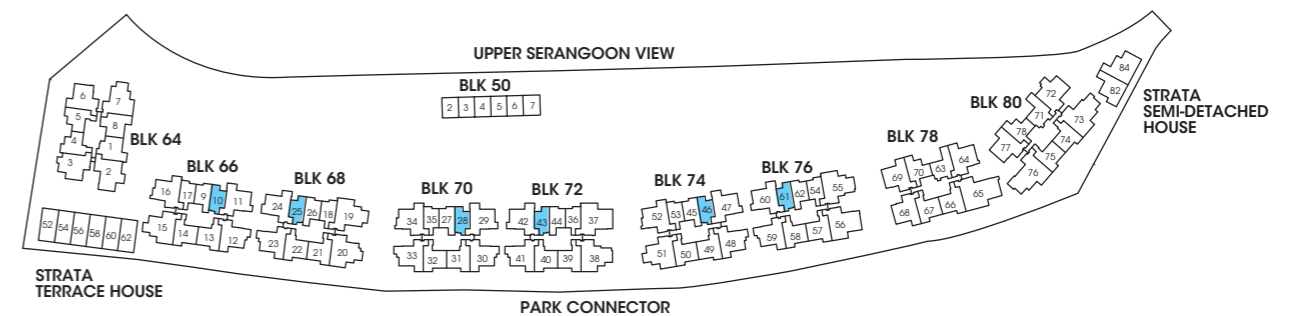 UPPER SERANGOON VIEW
BLK 50
2 3 4 5 6 7
84
82
STRATA
SEMI-DETACHED
HOUSE
BLK 80
72
71
73
78
74
77
75
76
6
7
5
8
BLK 64
4
1
3
2
BLK 78
64
63
70
69
65
66
67
68
BLK 66
16 17 9 10 11
15 14 13 12
BLK 68
24 25 26 18 19
23 22 21 20
BLK 70
34 35 27 28 29
33 32 31 30
BLK 72
42 43 44 36 37
41 40 39 38
BLK 74
52 53 45 46 47
51 50 49 48
BLK 76
60 61 62 54 55
59 58 57 56
52 54 56 58 60 62
STRATA
TERRACE HOUSE
PARK CONNECTOR